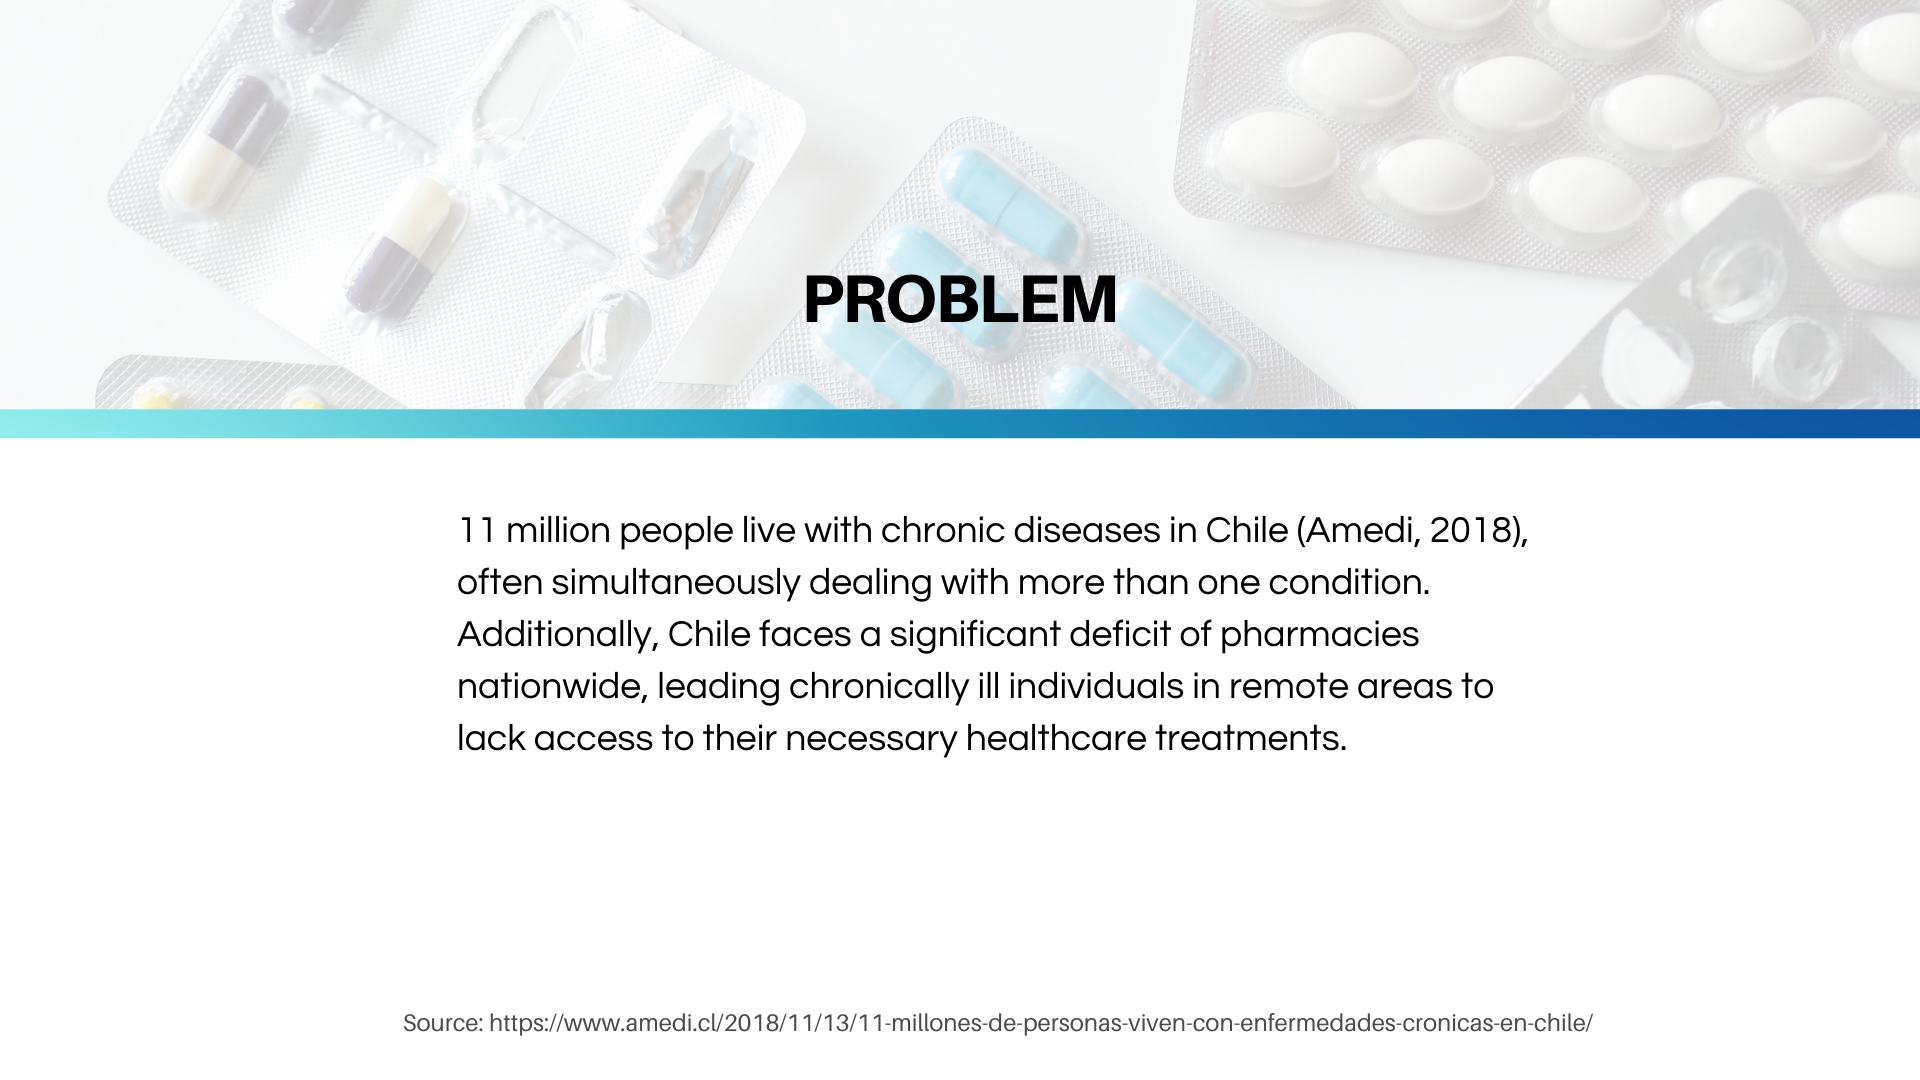 PROBLEM
11 million people live with chronic diseases in Chile (Amedi, 2018),
often simultaneously dealing with more than one condition.
Additionally, Chile faces a significant deficit of pharmacies
nationwide, leading chronically ill individuals in remote areas to
lack access to their necessary healthcare treatments.
Source: https://www.amedi.cl/2018/11/13/11-millones-de-personas-viven-con-enfermedades-cronicas-en-chile/